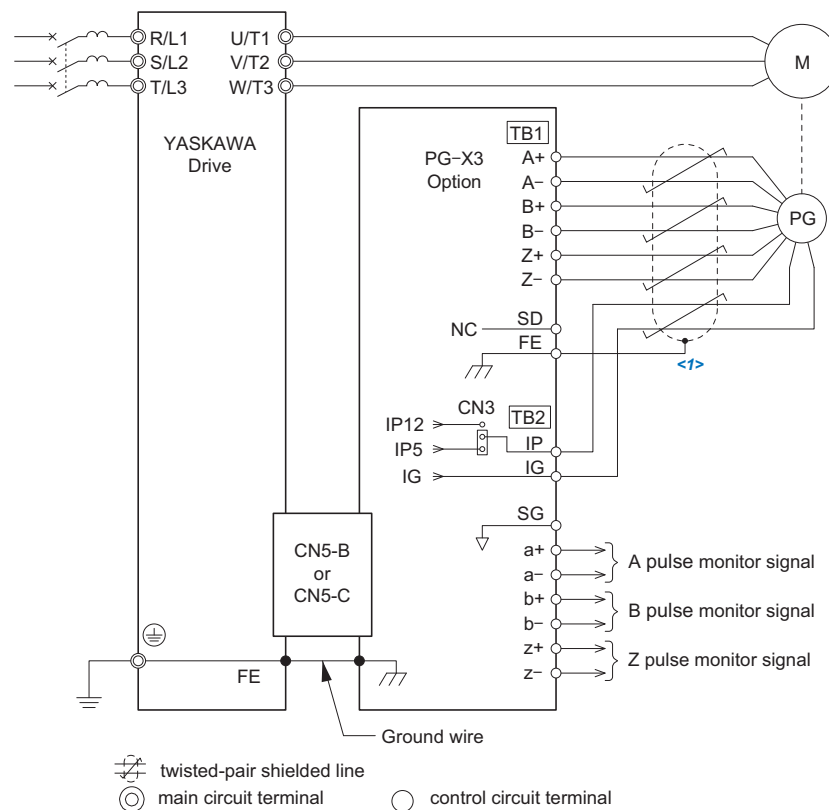 R/L1
U/T1
S/L2
V/T2
T/L3
W/T3
M
YASKAWA
Drive
TB1
PG-X3
Option
A+
A−
B+
B−
Z+
Z−
PG
NC
SD
FE
<1>
CN3
TB2
IP12
IP5
IP
IG
IG
SG
CN5-B
or
CN5-C
a+
a−
A pulse monitor signal
b+
b−
B pulse monitor signal
z+
z−
Z pulse monitor signal
FE
Ground wire
twisted-pair shielded line
main circuit terminal
control circuit terminal